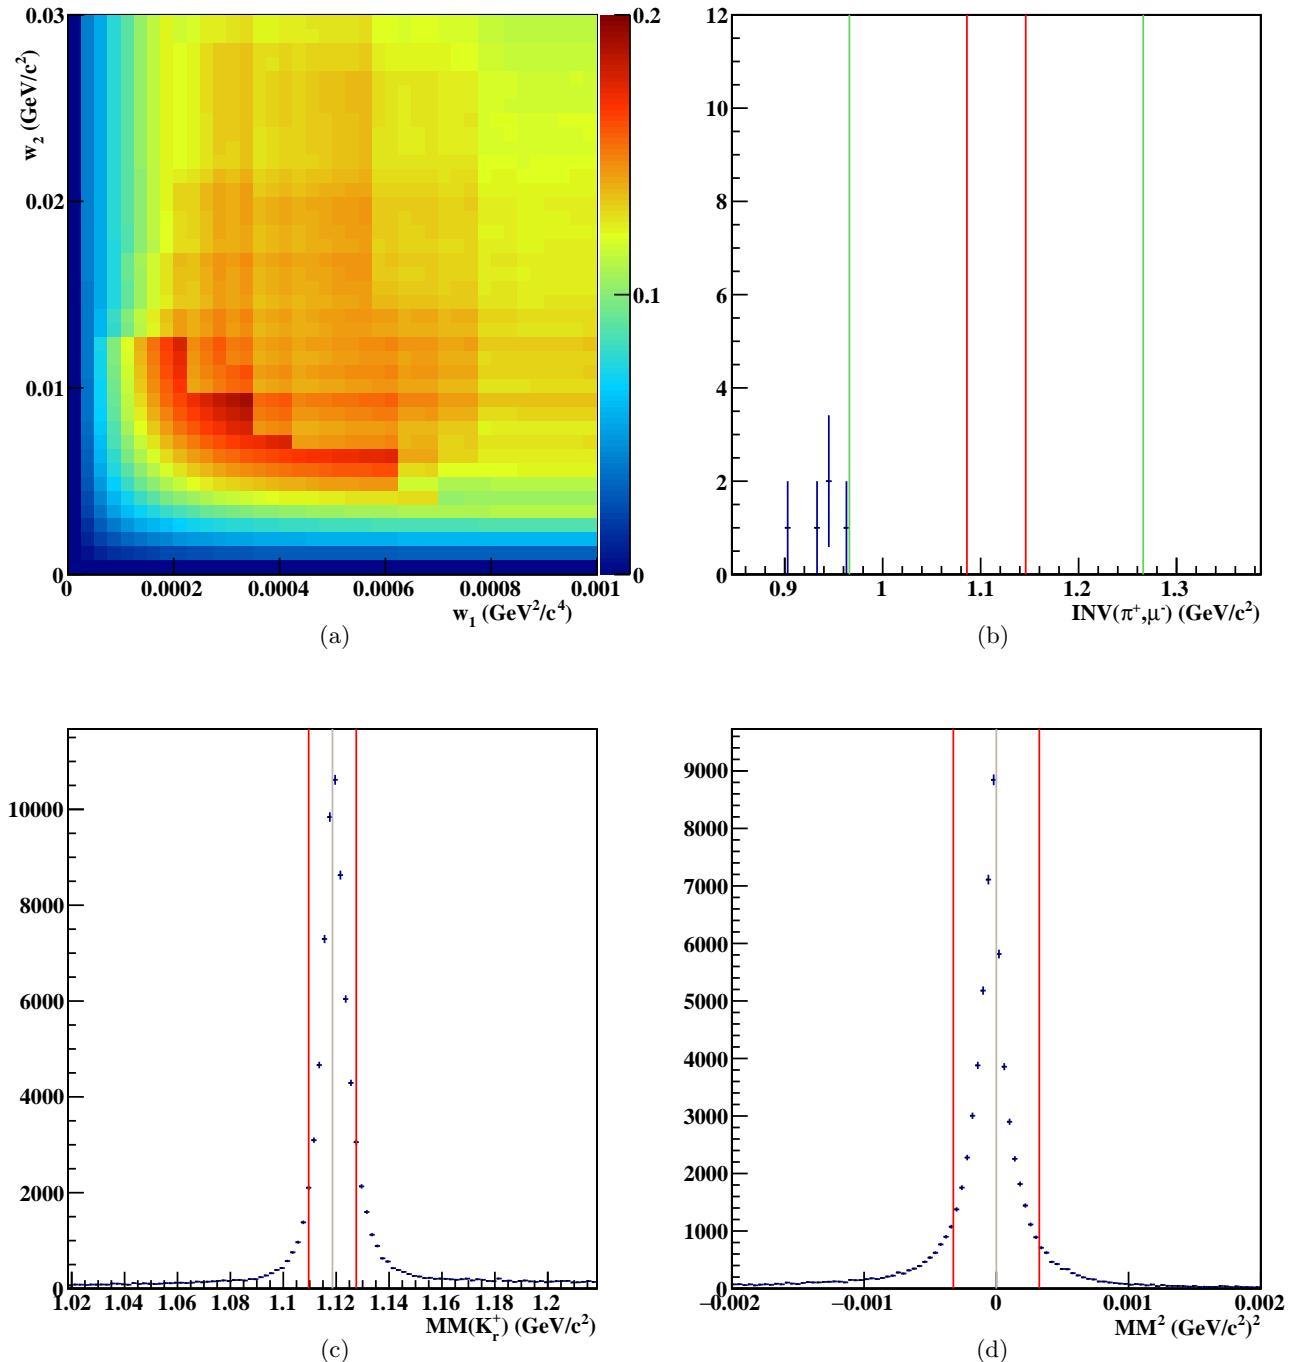 0.03
0.02
0.01
0
w₂ (GeV/c²)
0 0.0002 0.0004 0.0006 0.0008 0.001
w₁ (GeV²/c⁴)
0.2
0.1
0
(a)
12
10
8
6
4
2
0
0.9 1 1.1 1.2 1.3
INV(π⁺,μ⁻) (GeV/c²)
(b)
10000
8000
6000
4000
2000
0
1.02 1.04 1.06 1.08 1.1 1.12 1.14 1.16 1.18 1.2
MM(Kᵣ⁺) (GeV/c²)
(c)
9000
8000
7000
6000
5000
4000
3000
2000
1000
0
−0.002 −0.001 0 0.001 0.002
MM² (GeV/c²)²
(d)